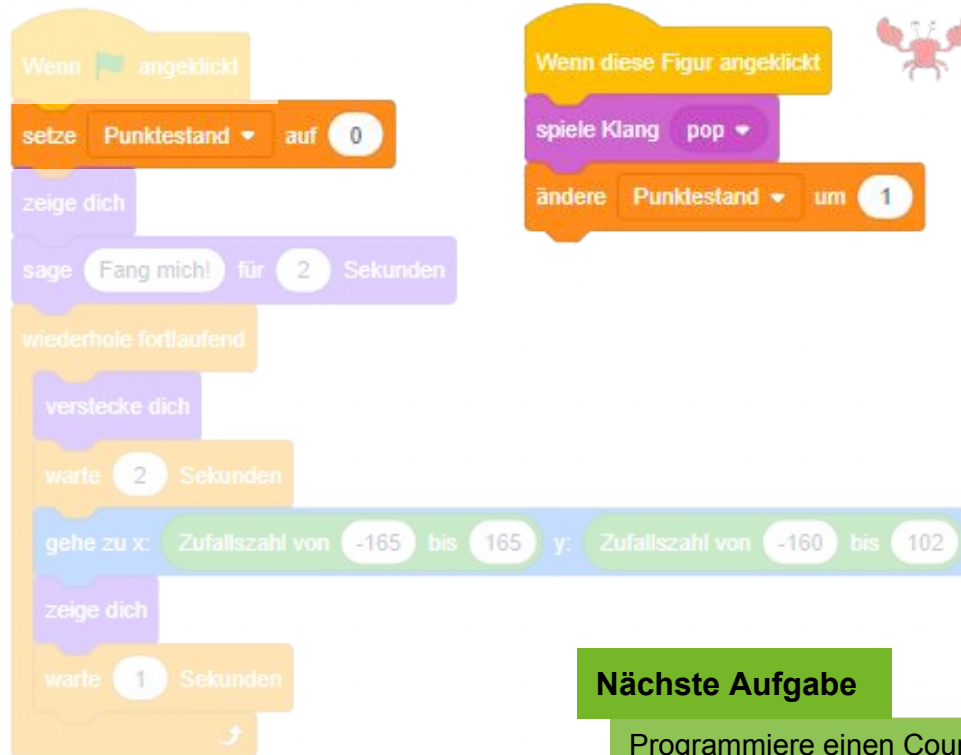 Wenn angeklickt
setze Punktestand auf 0
zeige dich
sage Fang mich! für 2 Sekunden
wiederhole fortlaufend
verstecke dich
warte 2 Sekunden
gehe zu x: Zufallszahl von -165 bis 165 y: Zufallszahl von -160 bis 102
zeige dich
warte 1 Sekunden
Wenn diese Figur angeklickt
spiele Klang pop
ändere Punktestand um 1
Nächste Aufgabe
Programmiere einen Coun